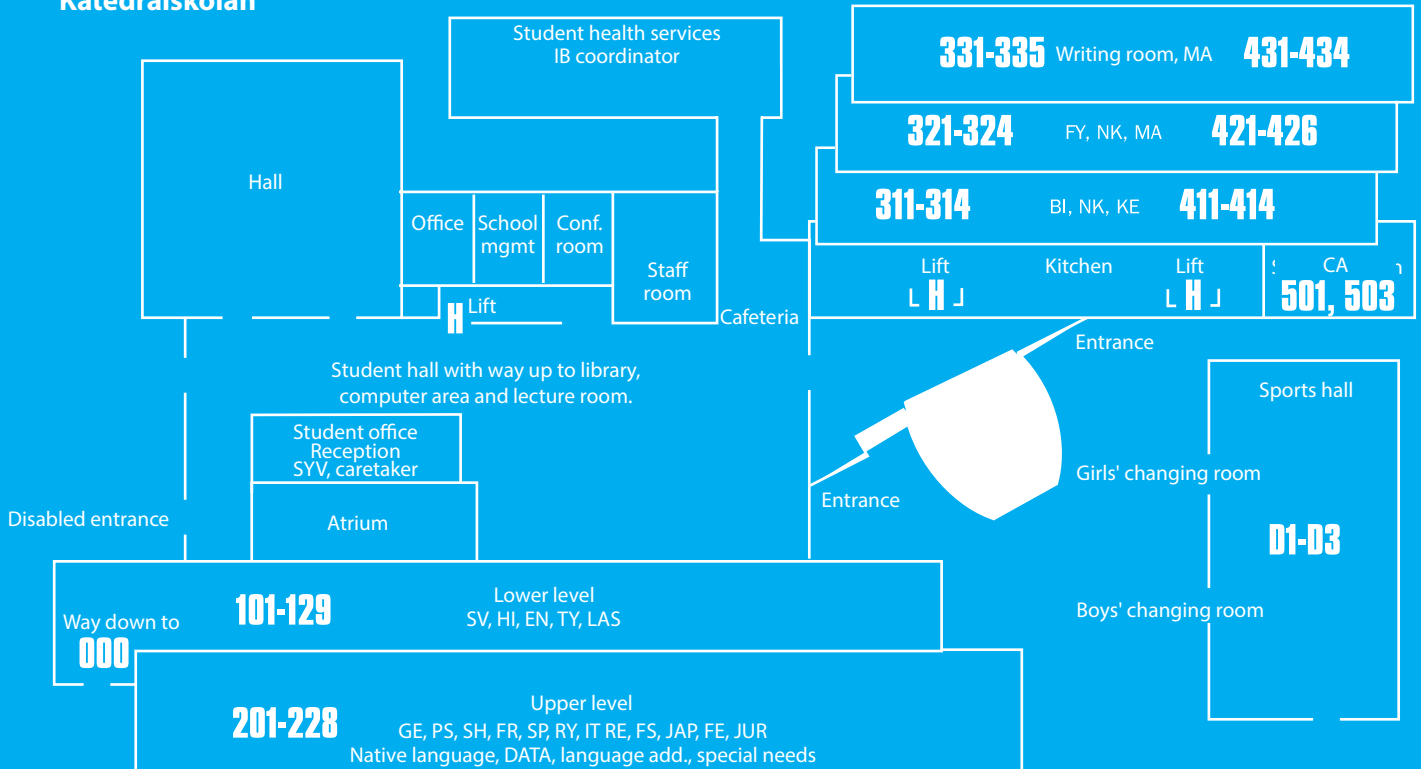 Katedralskolan
Student health services
IB coordinator
331-335 Writing room, MA 431-434
321-324 FY, NK, MA 421-426
311-314 BI, NK, KE 411-414
Hall
Office
School
mgmt
Conf.
room
Staff
room
Lift
H
Kitchen
Lift
H
CA
501, 503
H Lift
Cafeteria
Entrance
Student hall with way up to library,
computer area and lecture room.
Sports hall
Student office
Reception
SYV, caretaker
Girls' changing room
Entrance
Disabled entrance
Atrium
D1-D3
101-129
Lower level
SV, HI, EN, TY, LAS
Boys' changing room
Way down to
000
201-228
Upper level
GE, PS, SH, FR, SP, RY, IT RE, FS, JAP, FE, JUR
Native language, DATA, language add., special needs